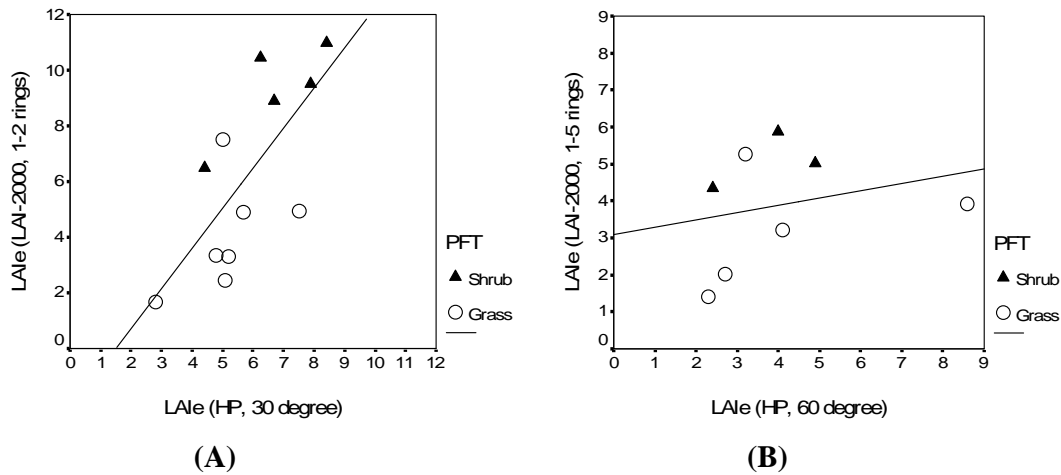 12
10
8
6
4
2
0
0 1 2 3 4 5 6 7 8 9 10 11 12
LAIe (LAI-2000, 1-2 rings)
LAIe (HP, 30 degree)
PFT
Shrub
Grass
(A)
9
8
7
6
5
4
3
2
1
0
0 1 2 3 4 5 6 7 8 9
LAIe (LAI-2000, 1-5 rings)
LAIe (HP, 60 degree)
PFT
Shrub
Grass
(B)